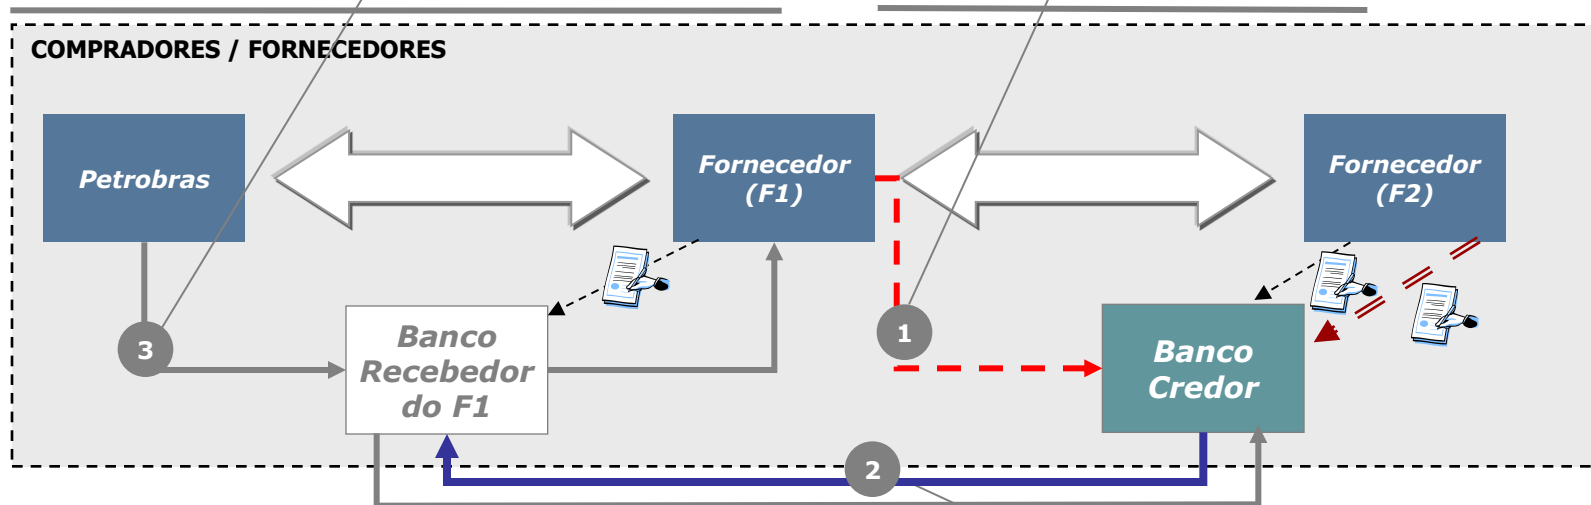 COMPRADORES / FORNECEDORES
Petrobras
Fornecedor
(F1)
Fornecedor
(F2)
3
Banco
Recebedor
do F1
1
Banco
Credor
2